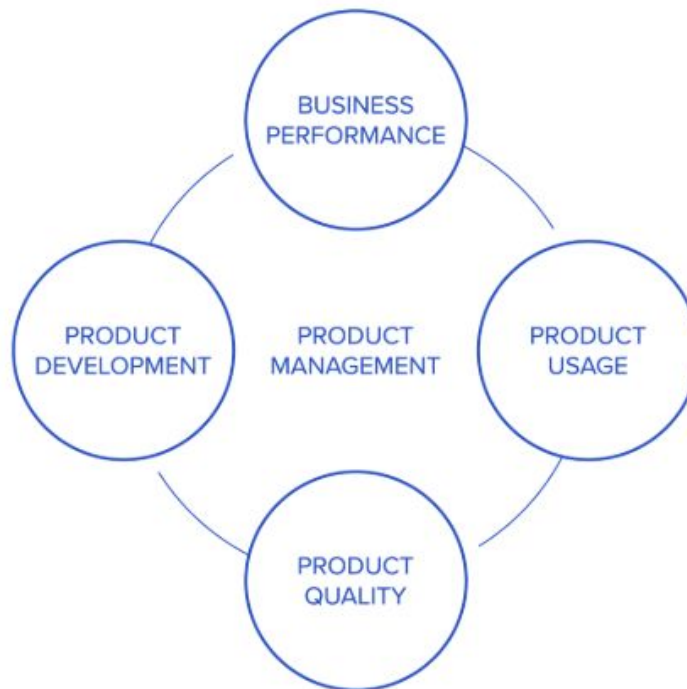 BUSINESS
PERFORMANCE
PRODUCT
DEVELOPMENT
PRODUCT
MANAGEMENT
PRODUCT
USAGE
PRODUCT
QUALITY